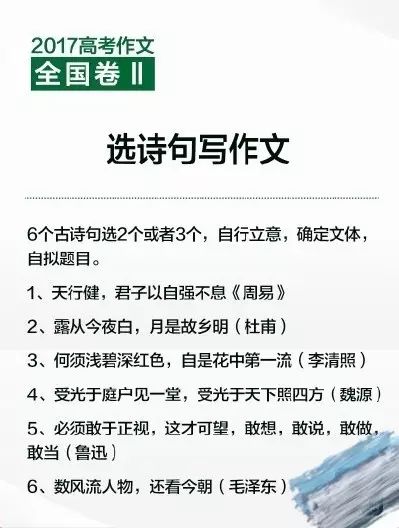 2017高考作文
全国卷Ⅱ
选诗句写作文
6个古诗句选2个或者3个，自行立意，确定文体，
自拟题目。
1、天行健，君子以自强不息《周易》
2、露从今夜白，月是故乡明（杜甫）
3、何须浅碧深红色，自是花中第一流（李清照）
4、受光于庭户见一堂，受光于天下照四方（魏源）
5、必须敢于正视，这才可望，敢想，敢说，敢做，
敢当（鲁迅）
6、数风流人物，还看今朝（毛泽东）